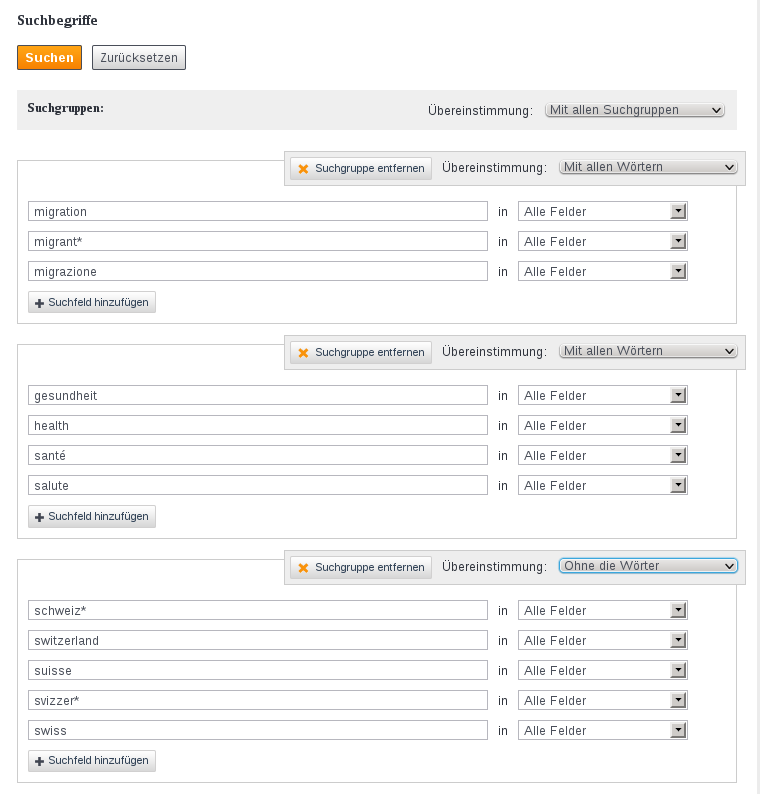 Suchbegriffe
Suchen Zurücksetzen
Suchgruppen: Übereinstimmung: Mit allen Suchgruppen
Suchgruppe entfernen Übereinstimmung: Mit allen Wörtern
migration in Alle Felder
migrant* in Alle Felder
migrazione in Alle Felder
Suchfeld hinzufügen
Suchgruppe entfernen Übereinstimmung: Mit allen Wörtern
gesundheit in Alle Felder
health in Alle Felder
santé in Alle Felder
salute in Alle Felder
Suchfeld hinzufügen
Suchgruppe entfernen Übereinstimmung: Ohne die Wörter
schweiz* in Alle Felder
switzerland in Alle Felder
suisse in Alle Felder
svizzer* in Alle Felder
swiss in Alle Felder
Suchfeld hinzufügen